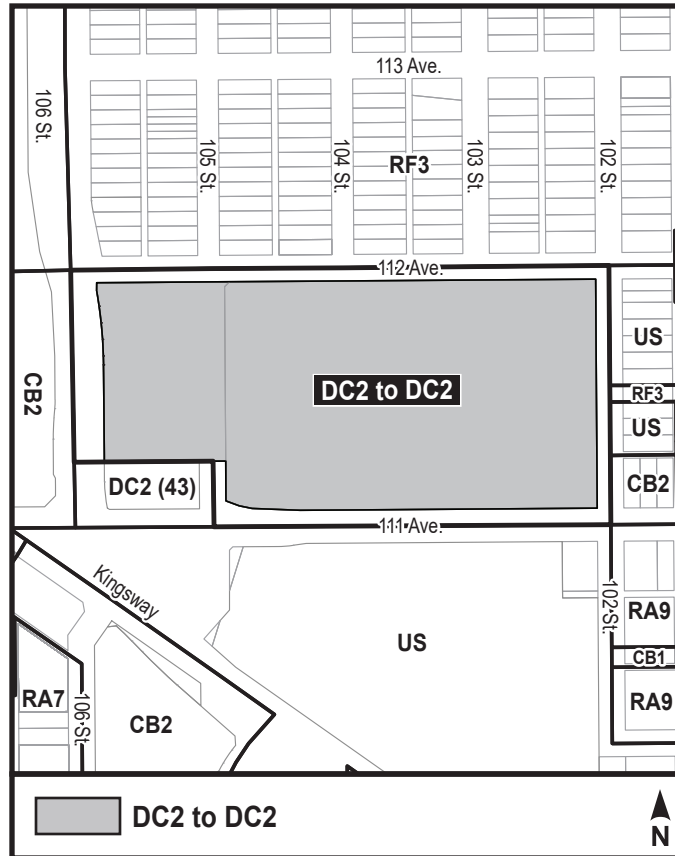 113 Ave.
106 St.
105 St.
104 St.
RF3
103 St.
102 St.
112 Ave.
CB2
DC2 to DC2
US
RF3
US
DC2 (43)
CB2
111 Ave.
Kingsway
102 St.
US
RA9
CB1
RA7
106 St.
CB2
RA9
DC2 to DC2
N